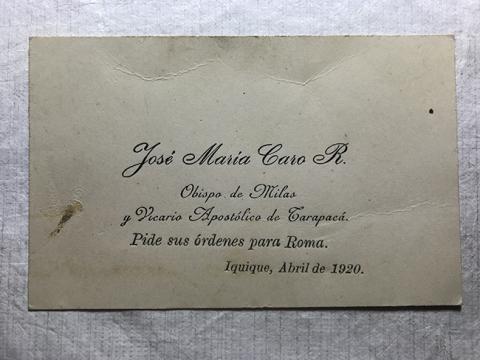 José María Caro R.
Obispo de Milas
y Vicario Apostólico de Tarapacá.
Pide sus órdenes para Roma.
Iquique, Abril de 1920.